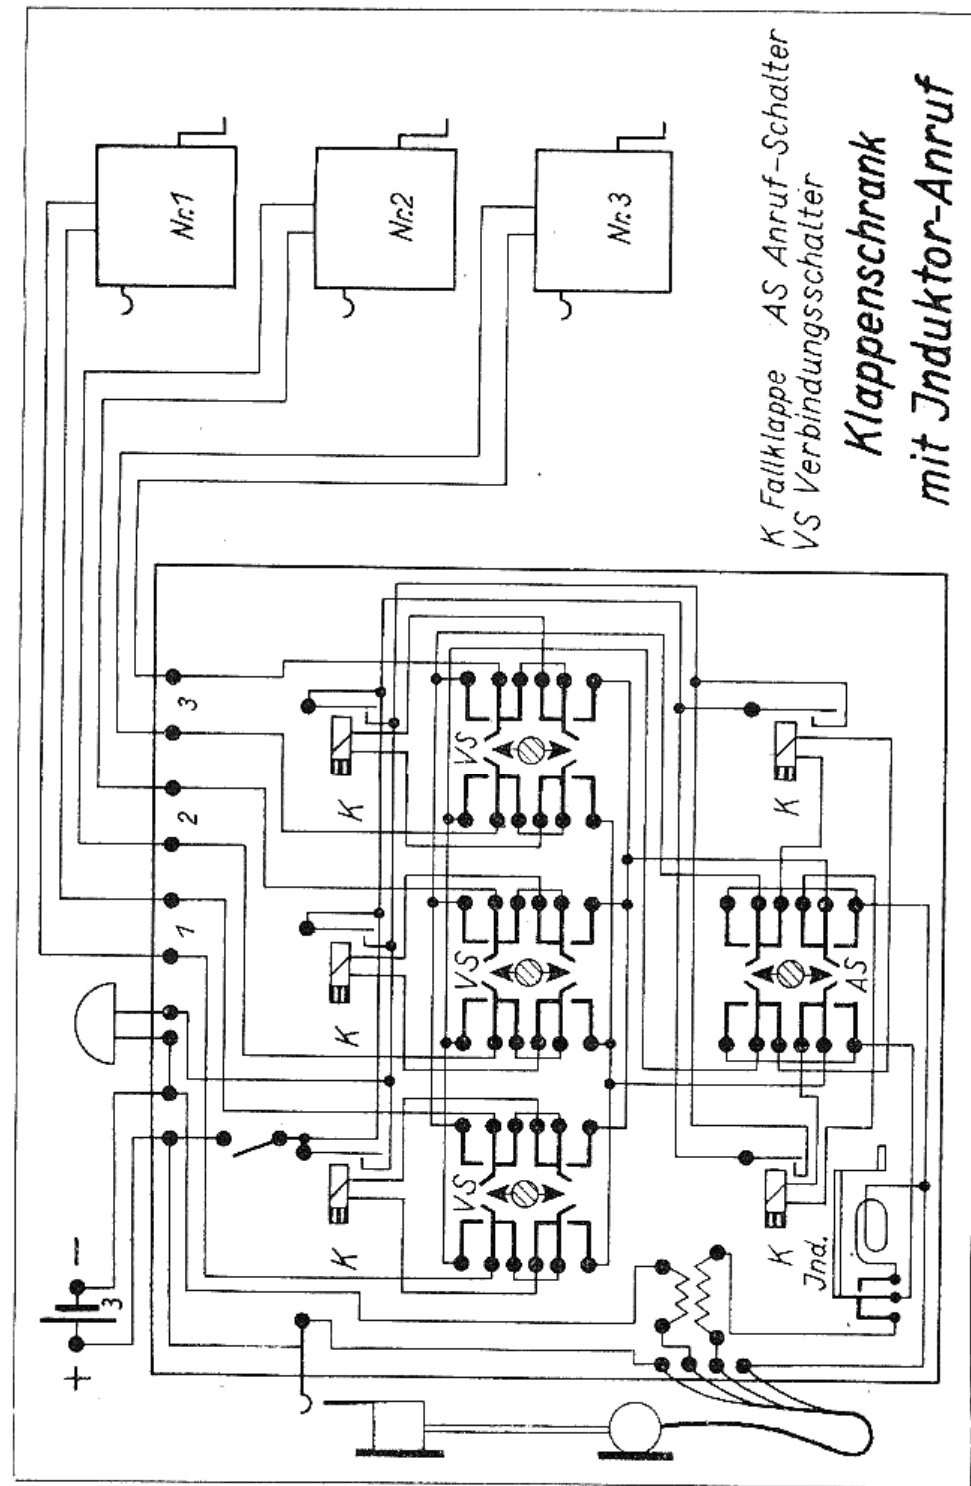 Nr.1
Nr.2
Nr.3
K Fallklappe AS Anruf-Schalter
VS Verbindungsschalter
Klappenschrank
mit Jnduktor-Anruf
1
2
3
K
K
K
VS
VS
VS
K
K
AS
Jnd.
+
3
-